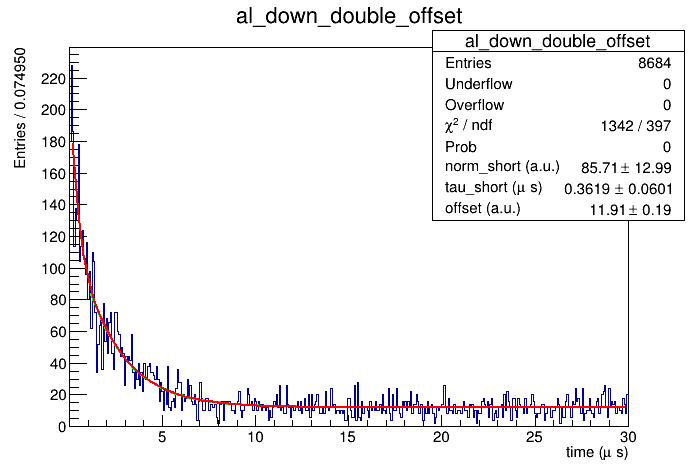 al_down_double_offset
al_down_double_offset
Entries 8684
Underflow 0
Overflow 0
χ² / ndf 1342 / 397
Prob 0
norm_short (a.u.) 85.71 ± 12.99
tau_short (μ s) 0.3619 ± 0.0601
offset (a.u.) 11.91 ± 0.19
Entries / 0.074950
220
200
180
160
140
120
100
80
60
40
20
0
5 10 15 20 25 30
time (μ s)